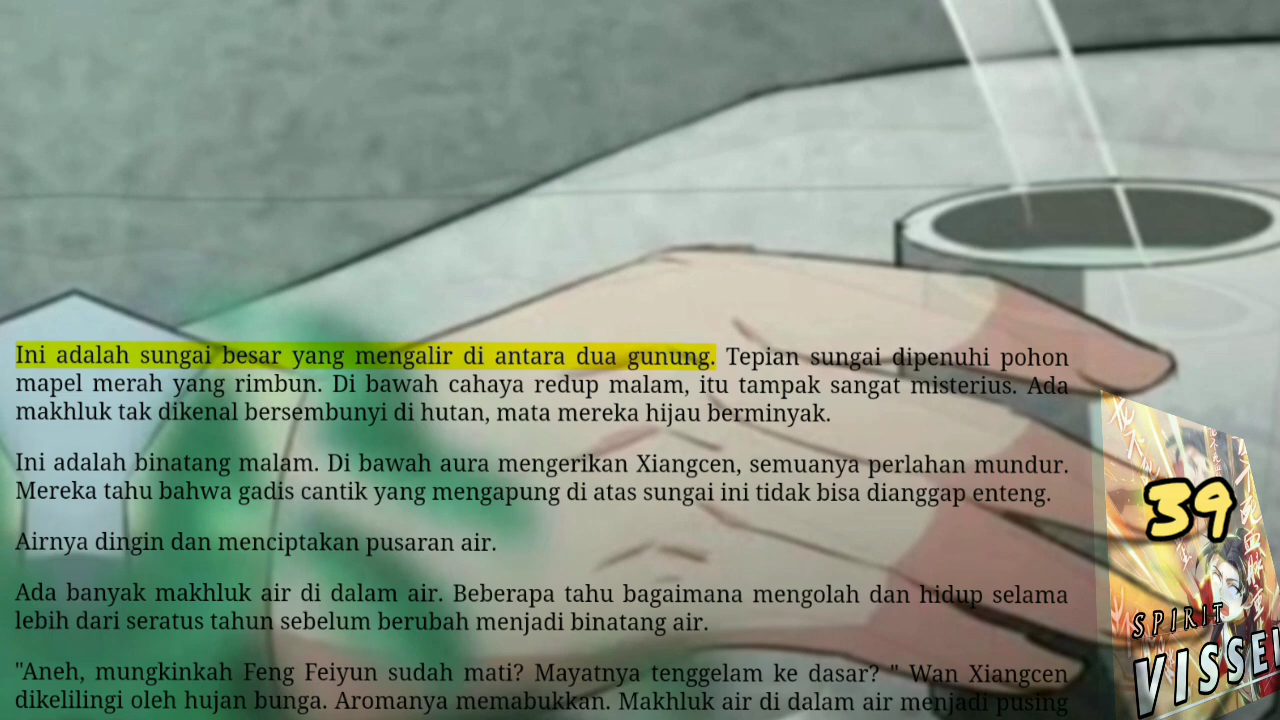 Ini adalah sungai besar yang mengalir di antara dua gunung. Tepian sungai dipenuhi pohon
mapel merah yang rimbun. Di bawah cahaya redup malam, itu tampak sangat misterius. Ada
makhluk tak dikenal bersembunyi di hutan, mata mereka hijau berminyak.
Ini adalah binatang malam. Di bawah aura mengerikan Xiangcen, semuanya perlahan mundur.
Mereka tahu bahwa gadis cantik yang mengapung di atas sungai ini tidak bisa dianggap enteng.
Airnya dingin dan menciptakan pusaran air.
Ada banyak makhluk air di dalam air. Beberapa tahu bagaimana mengolah dan hidup selama
lebih dari seratus tahun sebelum berubah menjadi binatang air.
"Aneh, mungkinkah Feng Feiyun sudah mati? Mayatnya tenggelam ke dasar? " Wan Xiangcen
dikelilingi oleh hujan bunga. Aromanya memabukkan. Makhluk air di dalam air menjadi pusing
39
SPIRIT
VISSE